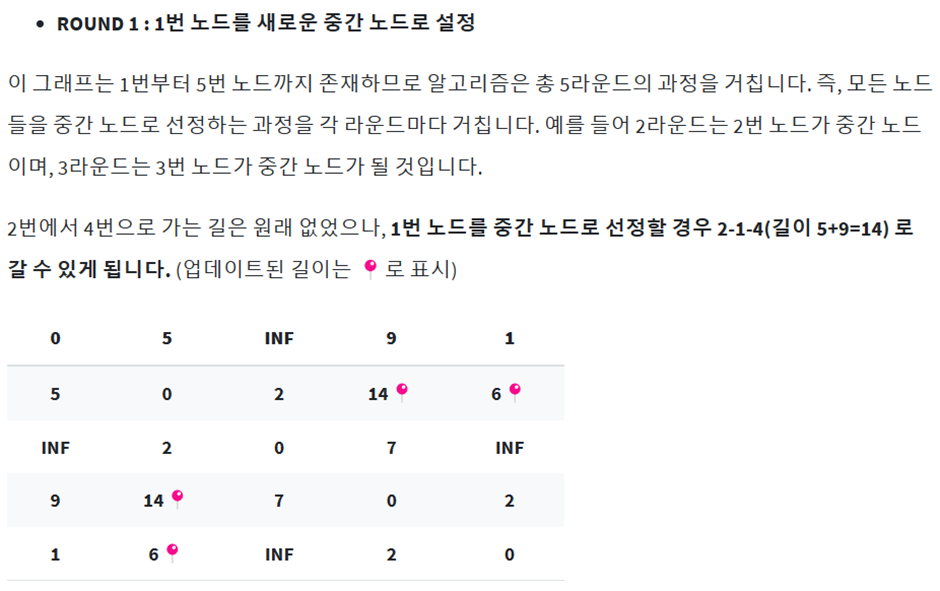 • ROUND 1 : 1번 노드를 새로운 중간 노드로 설정
이 그래프는 1번부터 5번 노드까지 존재하므로 알고리즘은 총 5라운드의 과정을 거칩니다. 즉, 모든 노드
들을 중간 노드로 선정하는 과정을 각 라운드마다 거칩니다. 예를 들어 2라운드는 2번 노드가 중간 노드
이며, 3라운드는 3번 노드가 중간 노드가 될 것입니다.
2번에서 4번으로 가는 길은 원래 없었으나, 1번 노드를 중간 노드로 선정할 경우 2-1-4(길이 5+9=14) 로
갈 수 있게 됩니다. (업데이트된 길이는 📍 로 표시)
0 5 INF 9 1
5 0 2 14 📍 6 📍
INF 2 0 7 INF
9 14 📍 7 0 2
1 6 📍 INF 2 0